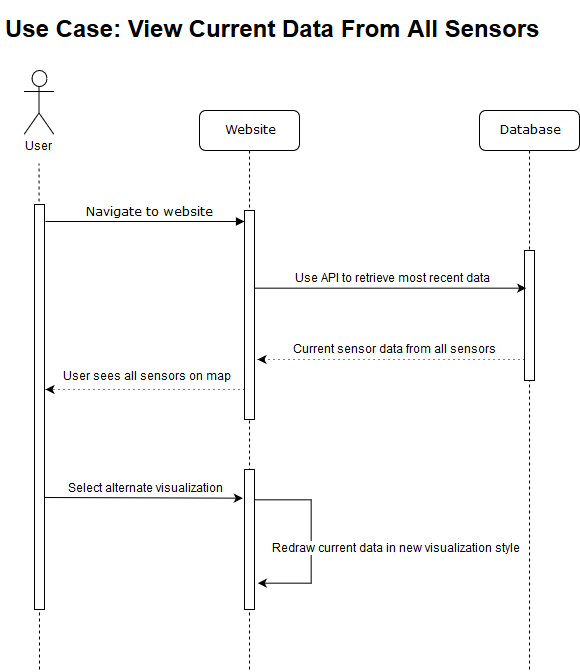 Use Case: View Current Data From All Sensors
Website
Database
User
Navigate to website
Use API to retrieve most recent data
Current sensor data from all sensors
User sees all sensors on map
Select alternate visualization
Redraw current data in new visualization style